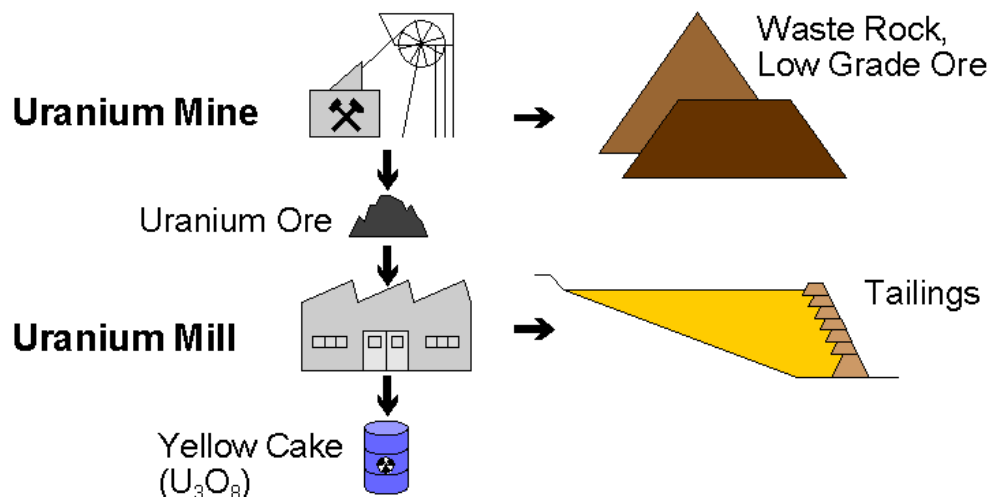 Waste Rock,
Low Grade Ore
Uranium Mine
Uranium Ore
Tailings
Uranium Mill
Yellow Cake
(U₃O₈)